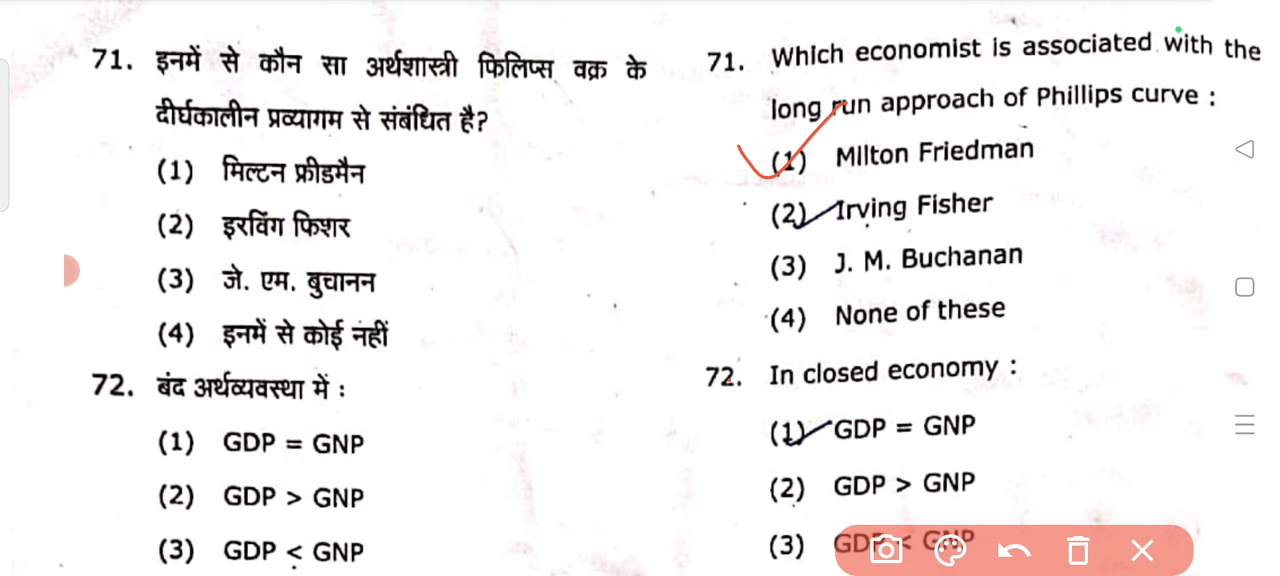 71. इनमें से कौन सा अर्थशास्त्री फिलिप्स वक्र के
दीर्घकालीन प्रव्यागम से संबंधित है?
(1) मिल्टन फ्रीडमैन
(2) इरविंग फिशर
(3) जे. एम. बुचानन
(4) इनमें से कोई नहीं
72. बंद अर्थव्यवस्था में :
(1) GDP = GNP
(2) GDP > GNP
(3) GDP < GNP
71. Which economist is associated with the
long run approach of Phillips curve :
(1) Milton Friedman
(2) Irving Fisher
(3) J. M. Buchanan
(4) None of these
72. In closed economy :
(1) GDP = GNP
(2) GDP > GNP
(3) GDP < GNP